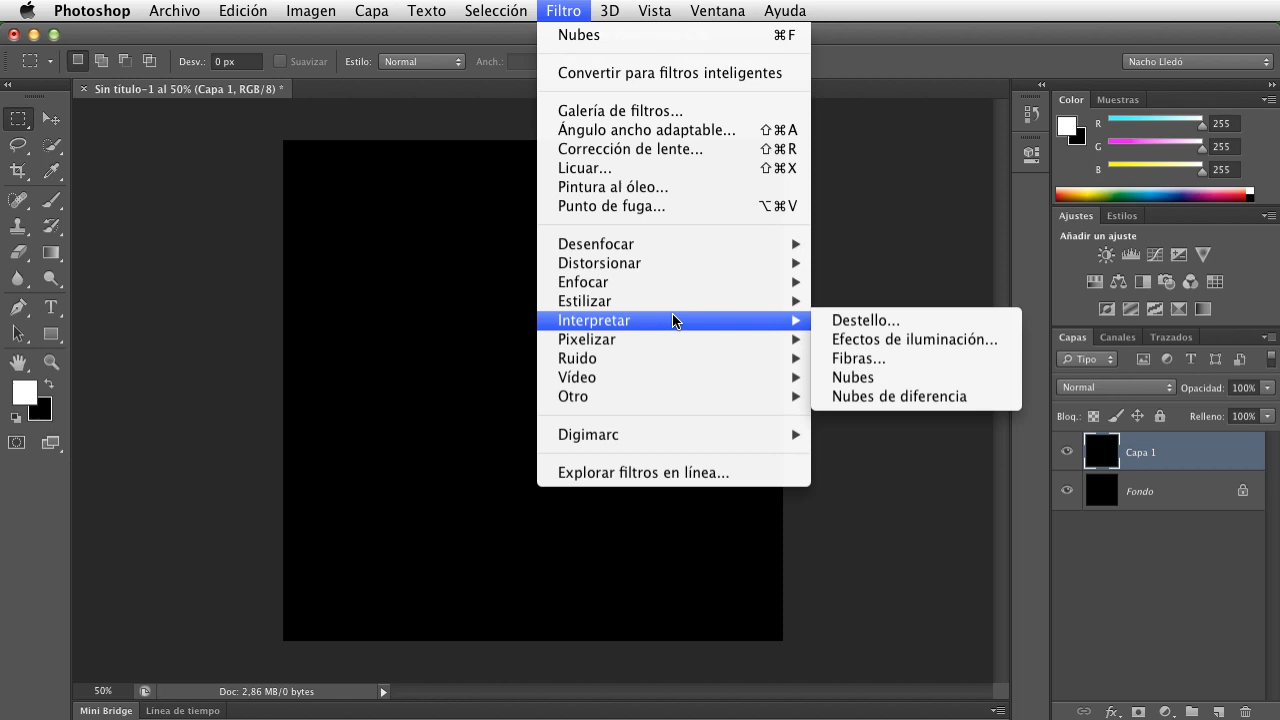 Photoshop Archivo Edición Imagen Capa Texto Selección Filtro 3D Vista Ventana Ayuda
Desv.: 0 px Suavizar Estilo: Normal Anch.: Nacho Lledó
Sin título-1 al 50% (Capa 1, RGB/8) *
Nubes ⌘F
Convertir para filtros inteligentes
Galería de filtros...
Ángulo ancho adaptable... ⇧⌘A
Corrección de lente... ⇧⌘R
Licuar... ⇧⌘X
Pintura al óleo...
Punto de fuga... ⌥⌘V
Desenfocar
Distorsionar
Enfocar
Estilizar
Interpretar
Pixelizar
Ruido
Vídeo
Otro
Digimarc
Explorar filtros en línea...
Destello...
Efectos de iluminación...
Fibras...
Nubes
Nubes de diferencia
Color Muestras
R 255
G 255
B 255
Ajustes Estilos
Añadir un ajuste
Capas Canales Trazados
Tipo
Normal Opacidad: 100%
Bloq.: Relleno: 100%
Capa 1
Fondo
50% Doc: 2,86 MB/0 bytes
Mini Bridge Línea de tiempo